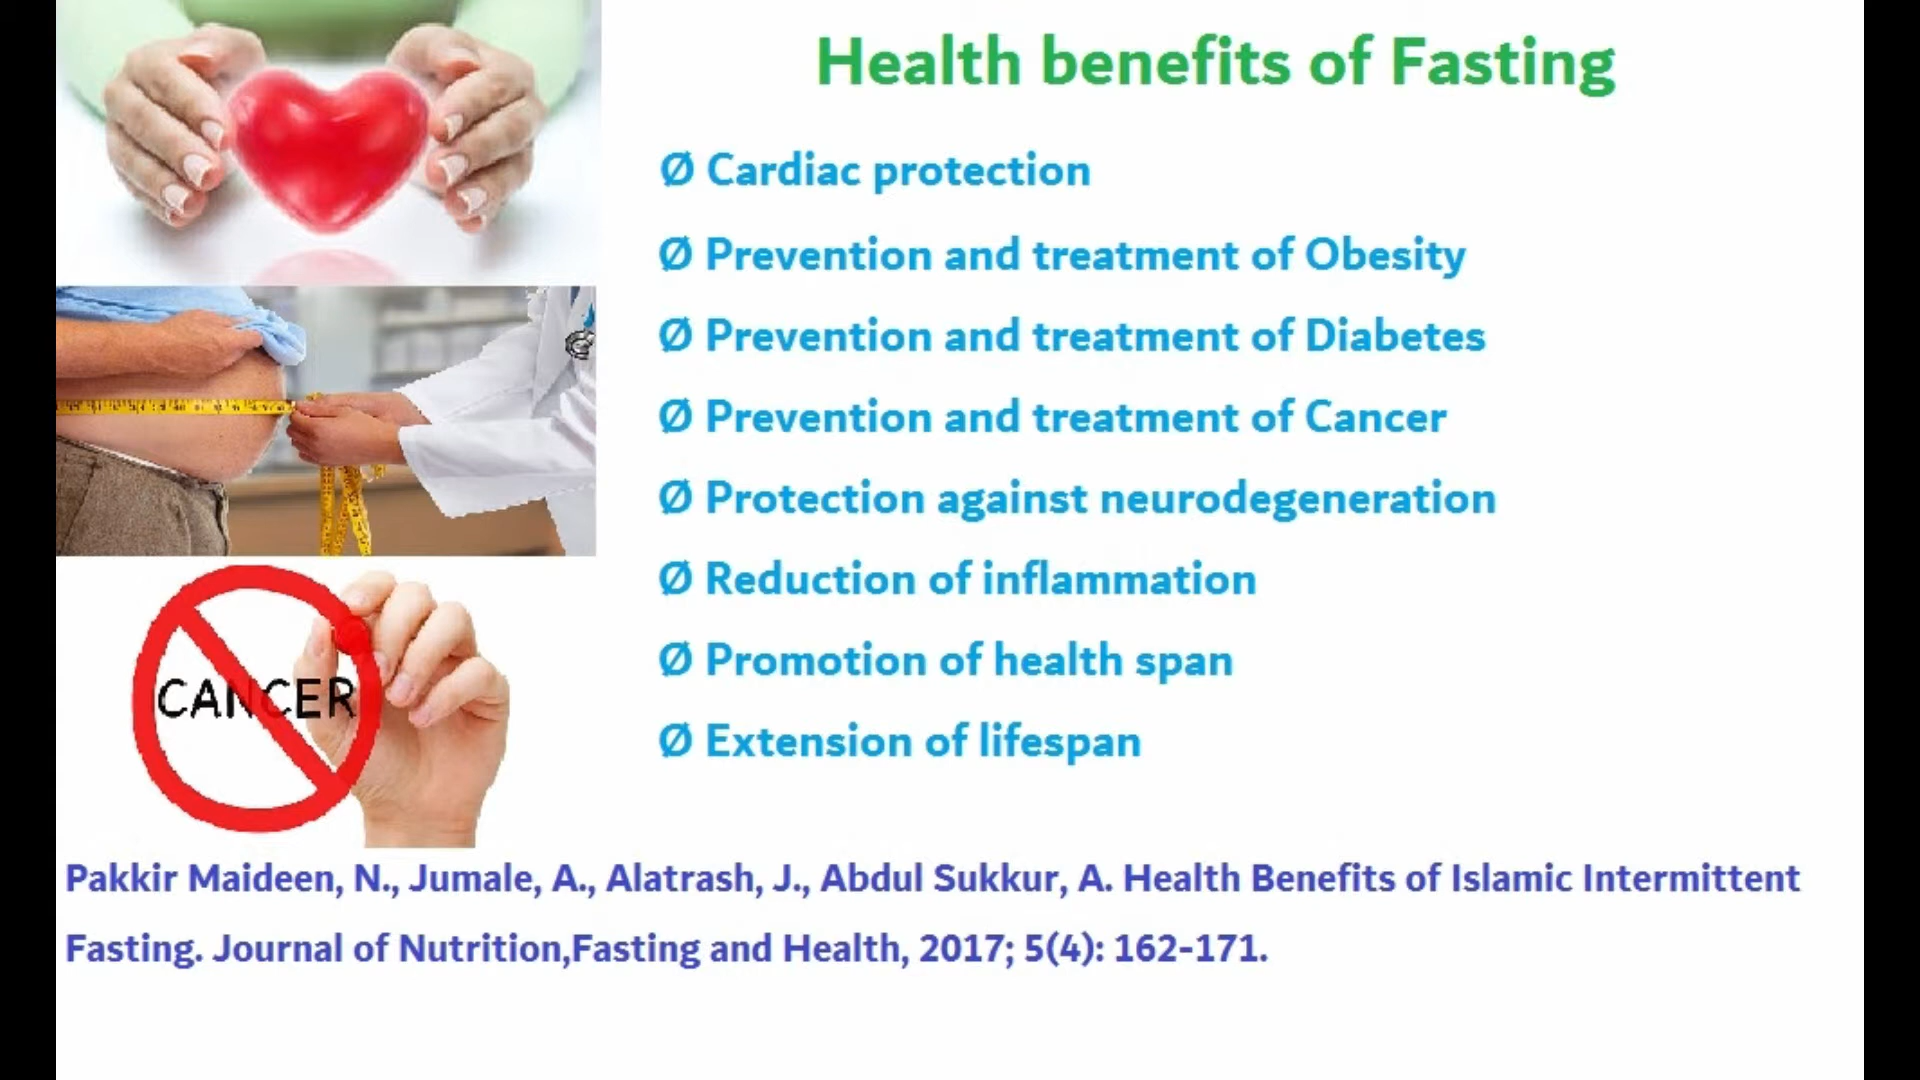 Health benefits of Fasting
Ø Cardiac protection
Ø Prevention and treatment of Obesity
Ø Prevention and treatment of Diabetes
Ø Prevention and treatment of Cancer
Ø Protection against neurodegeneration
Ø Reduction of inflammation
Ø Promotion of health span
Ø Extension of lifespan
CANCER
Pakkir Maideen, N., Jumale, A., Alatrash, J., Abdul Sukkur, A. Health Benefits of Islamic Intermittent
Fasting. Journal of Nutrition,Fasting and Health, 2017; 5(4): 162-171.